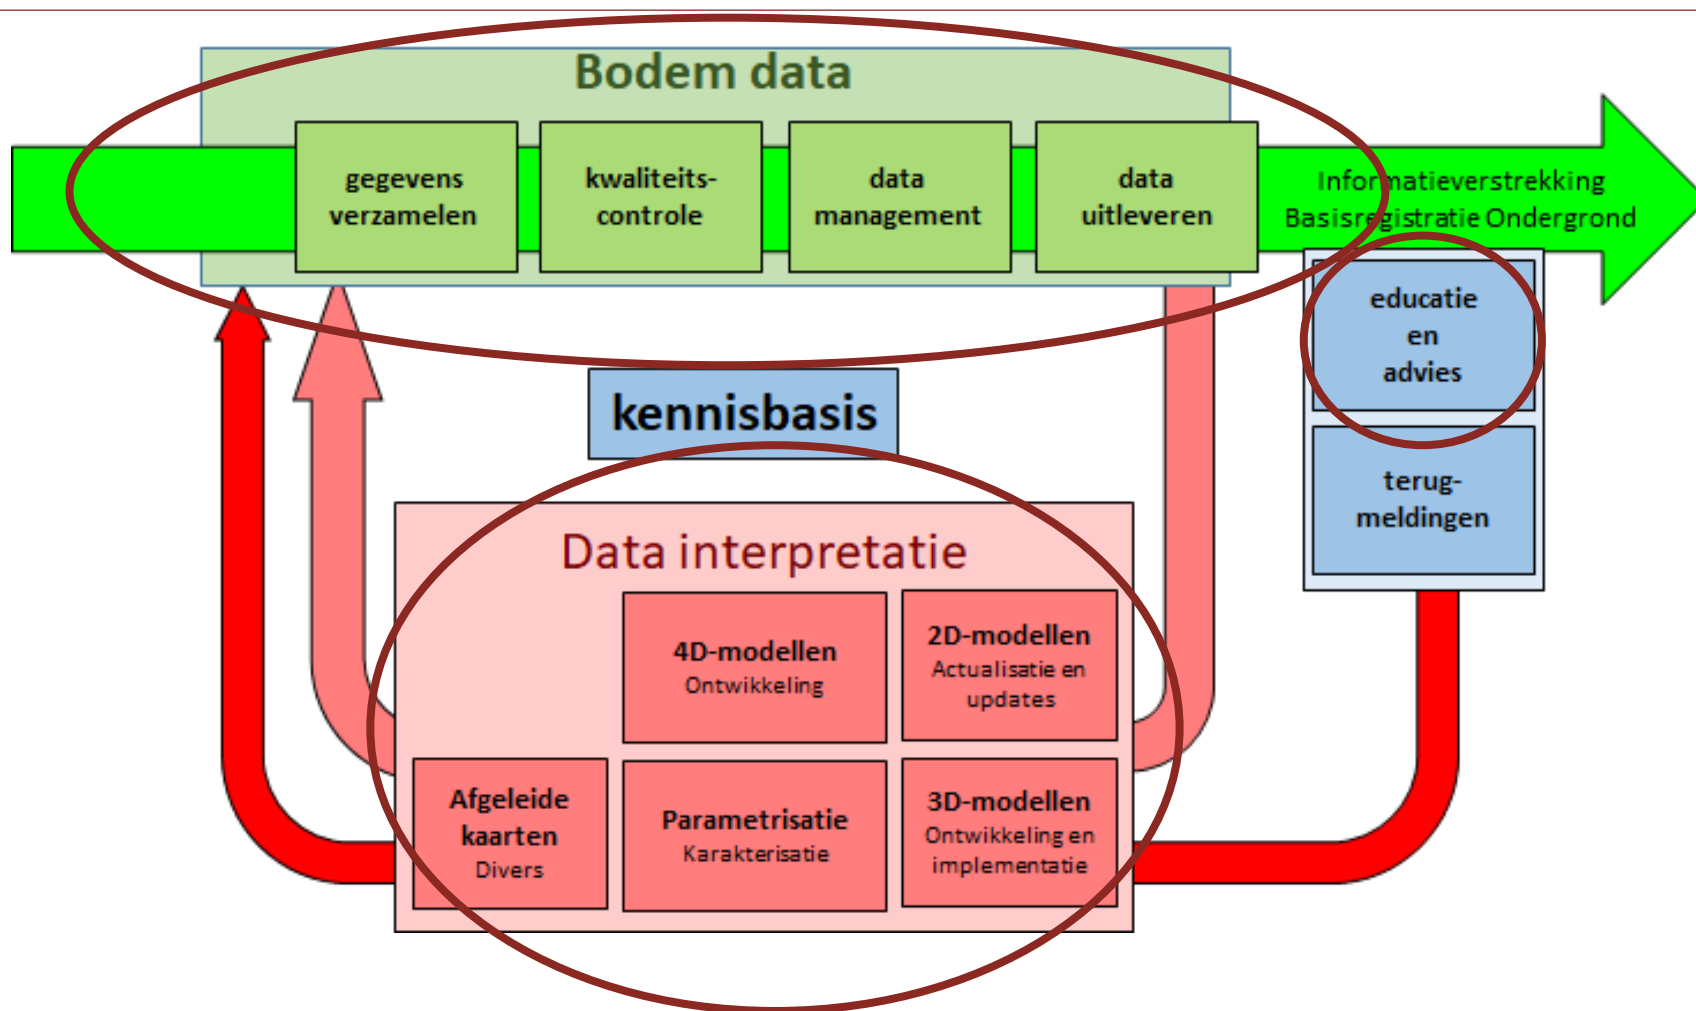 Bodem data
gegevens
verzamelen
kwaliteits-
controle
data
management
data
uitleveren
Informatieverstrekking
Basisregistratie Ondergrond
educatie
en
advies
terug-
meldingen
kennisbasis
Data interpretatie
4D-modellen
Ontwikkeling
2D-modellen
Actualisatie en
updates
Afgeleide
kaarten
Divers
Parametrisatie
Karakterisatie
3D-modellen
Ontwikkeling en
implementatie